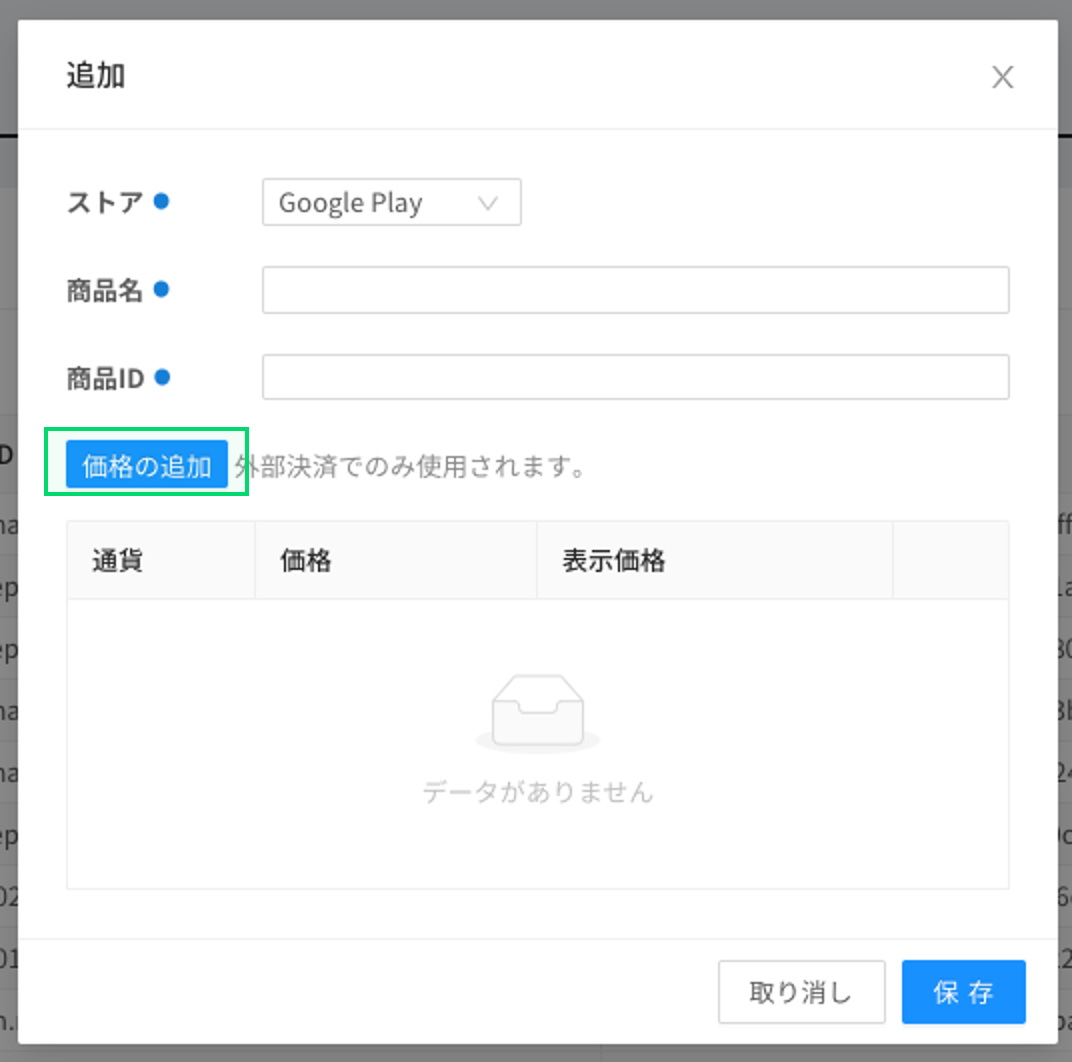 追加
ストア
Google Play
商品名
商品ID
価格の追加 外部決済でのみ使用されます。
通貨 価格 表示価格
データがありません
取り消し 保存